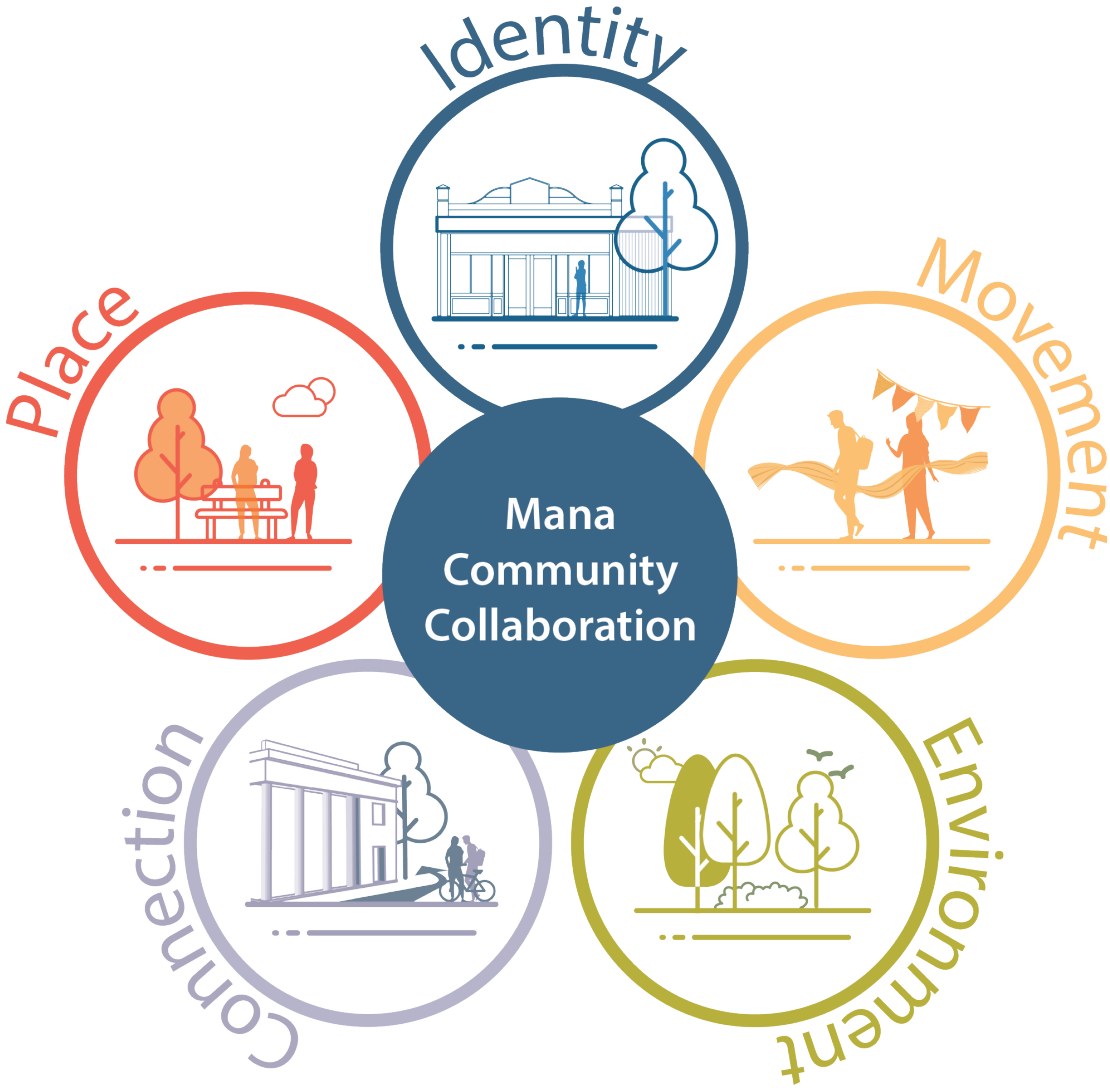 Identity
Movement
Place
Mana
Community
Collaboration
Connection
Environment